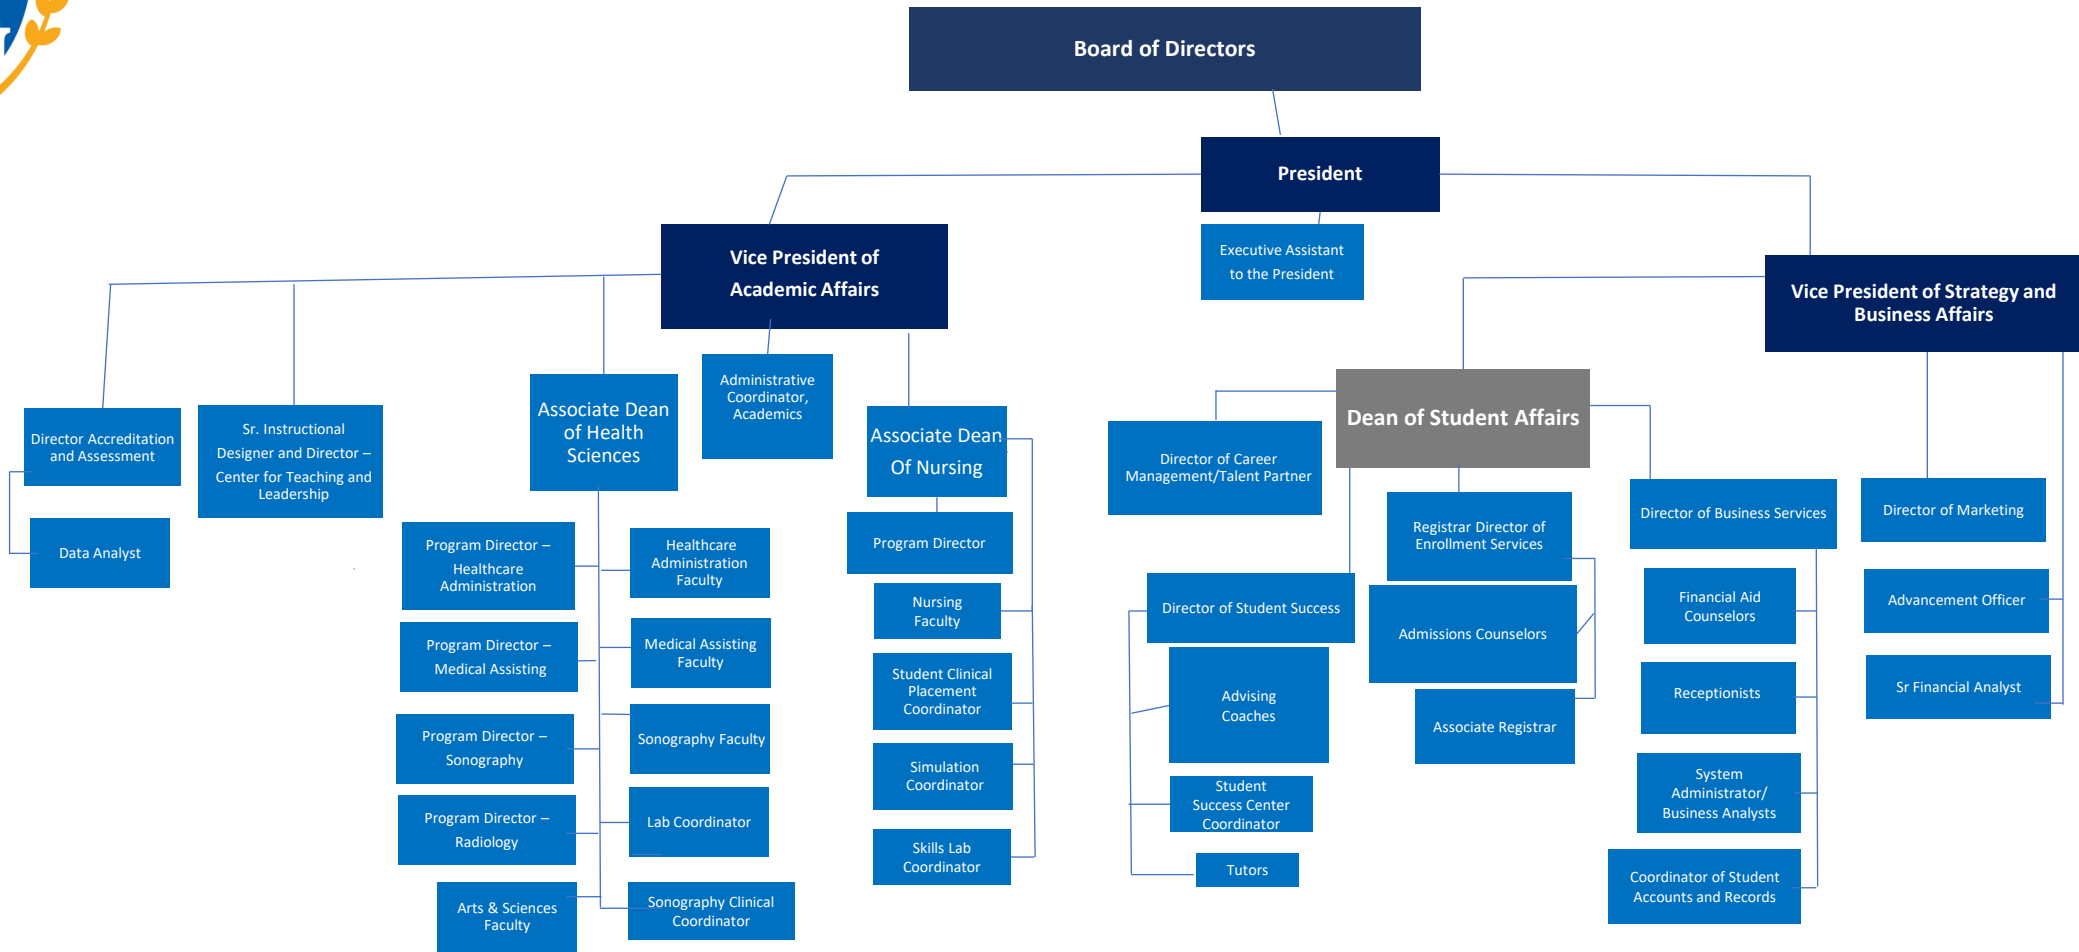 Board of Directors
President
Executive Assistant
to the President
Vice President of
Academic Affairs
Vice President of Strategy and
Business Affairs
Administrative
Coordinator,
Academics
Director Accreditation
and Assessment
Data Analyst
Sr. Instructional
Designer and Director –
Center for Teaching and
Leadership
Associate Dean
of Health
Sciences
Program Director –
Healthcare
Administration
Healthcare
Administration
Faculty
Program Director –
Medical Assisting
Medical Assisting
Faculty
Program Director –
Sonography
Sonography Faculty
Program Director –
Radiology
Lab Coordinator
Arts & Sciences
Faculty
Sonography Clinical
Coordinator
Associate Dean
Of Nursing
Program Director
Nursing
Faculty
Student Clinical
Placement
Coordinator
Simulation
Coordinator
Skills Lab
Coordinator
Dean of Student Affairs
Director of Career
Management/Talent Partner
Director of Student Success
Advising
Coaches
Student
Success Center
Coordinator
Tutors
Registrar Director of
Enrollment Services
Admissions Counselors
Associate Registrar
Director of Business Services
Financial Aid
Counselors
Receptionists
System
Administrator/
Business Analysts
Coordinator of Student
Accounts and Records
Director of Marketing
Advancement Officer
Sr Financial Analyst